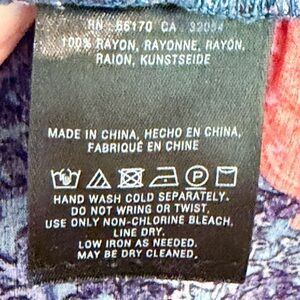 RN 66170 CA 32054
100% RAYON, RAYONNE, RAYÓN,
RAION, KUNSTSEIDE
MADE IN CHINA, HECHO EN CHINA,
FABRIQUÉ EN CHINE
HAND WASH COLD SEPARATELY.
DO NOT WRING OR TWIST.
USE ONLY NON-CHLORINE BLEACH.
LINE DRY.
LOW IRON AS NEEDED.
MAY BE DRY CLEANED.